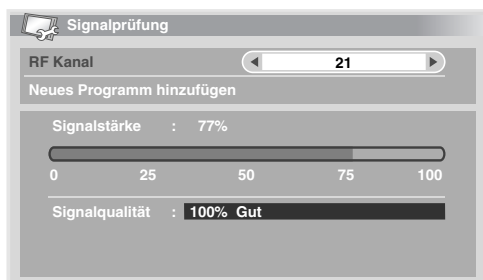 Signalprüfung
RF Kanal 21
Neues Programm hinzufügen
Signalstärke : 77%
0 25 50 75 100
Signalqualität : 100% Gut